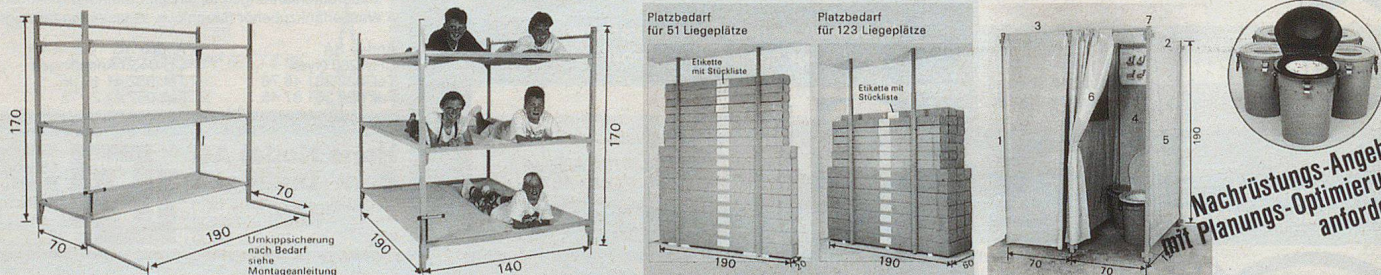 170
70
190
70
Umkippsicherung
nach Bedarf
siehe
Montageanleitung
190
140
170
Platzbedarf
für 51 Liegeplätze
Etikette
mit Stückliste
190
Platzbedarf
für 123 Liegeplätze
Etikette mit
Stückliste
190
60
3
7
2
6
4
1
5
190
70
70
Nachrüstungs-Angeb
mit Planungs-Optimieru
anford